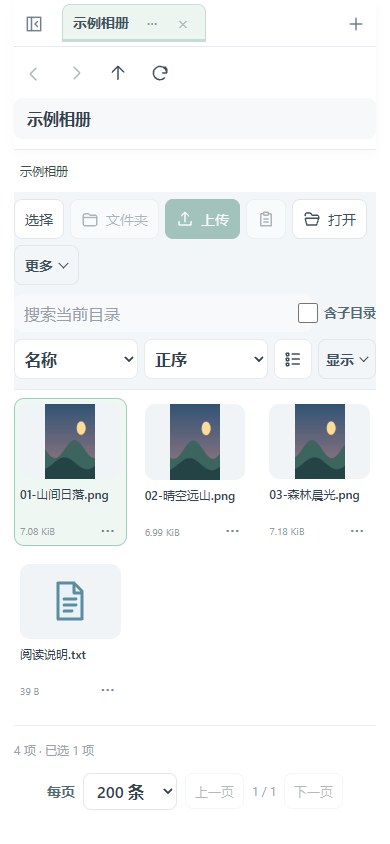 示例相册 ··· ×
示例相册
示例相册
选择 文件夹 上传 打开
更多
搜索当前目录 含子目录
名称 正序 显示
01-山间日落.png 02-晴空远山.png 03-森林晨光.png
7.08 KiB ··· 6.99 KiB ··· 7.18 KiB ···
阅读说明.txt
39 B ···
4 项 · 已选 1 项
每页 200 条 上一页 1 / 1 下一页